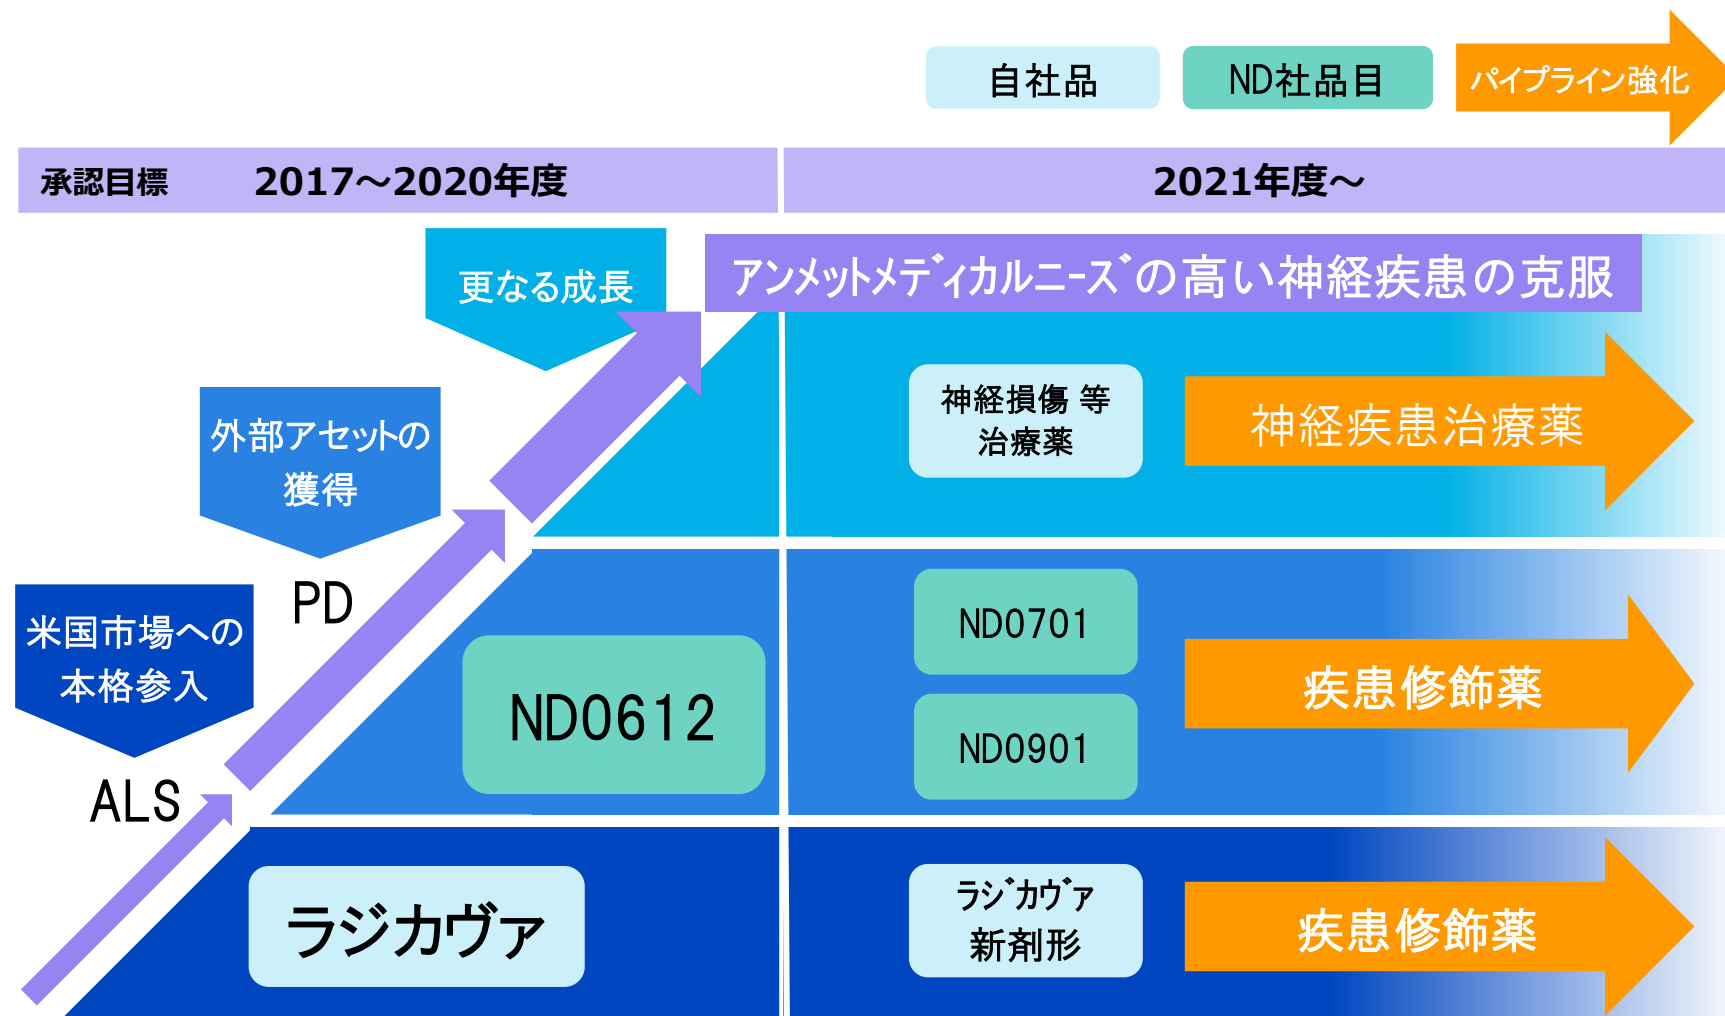 自社品
ND社品目
パイプライン強化
承認目標
2017～2020年度
2021年度～
更なる成長
アンメットメディカルニーズの高い神経疾患の克服
神経損傷 等
治療薬
神経疾患治療薬
外部アセットの
獲得
PD
ND0612
ND0701
ND0901
疾患修飾薬
米国市場への
本格参入
ALS
ラジカヴァ
ラジカヴァ
新剤形
疾患修飾薬